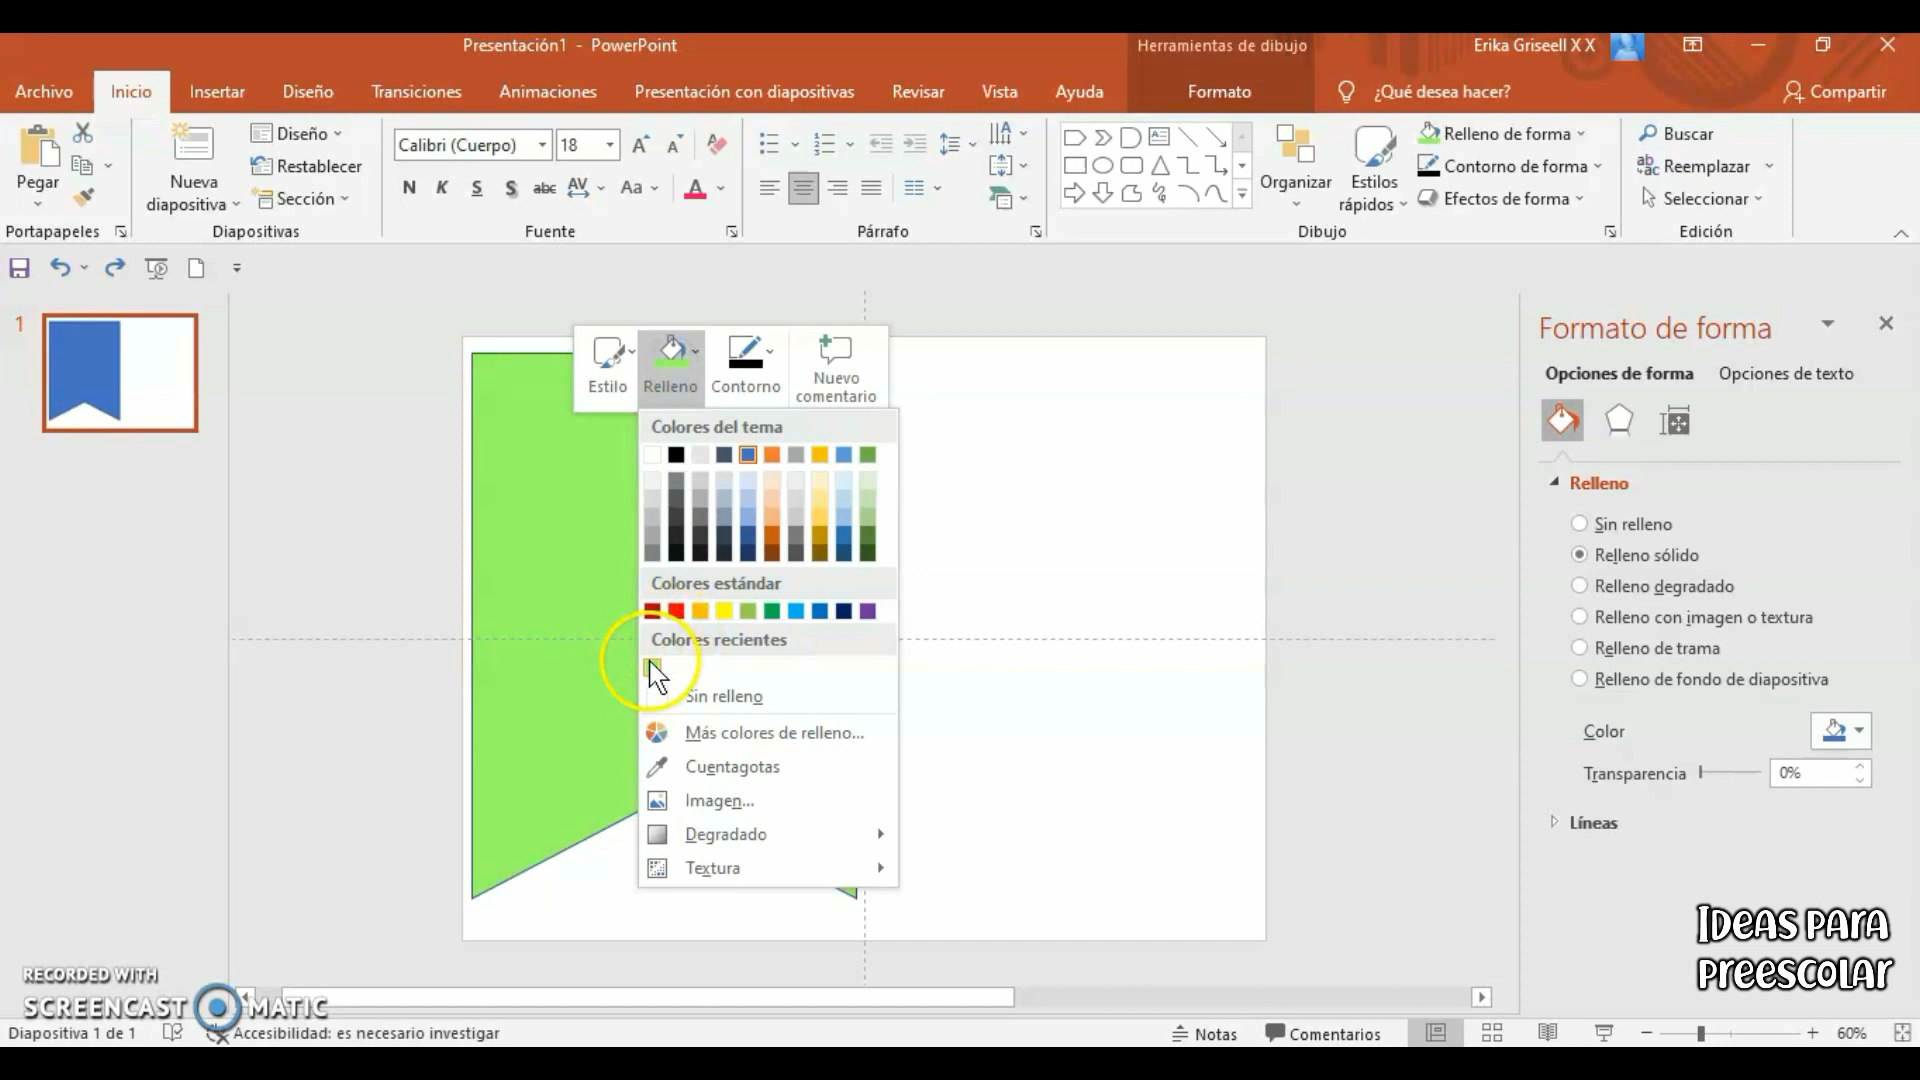 Presentación1 - PowerPoint
Herramientas de dibujo
Erika Griseell X X
Archivo Inicio Insertar Diseño Transiciones Animaciones Presentación con diapositivas Revisar Vista Ayuda Formato ¿Qué desea hacer? Compartir
Pegar
Nueva
diapositiva
Diseño
Restablecer
Sección
Calibri (Cuerpo) 18
N K S S abc AV Aa A
Organizar
Estilos
rápidos
Relleno de forma
Contorno de forma
Efectos de forma
Buscar
Reemplazar
Seleccionar
Portapapeles Diapositivas Fuente Párrafo Dibujo Edición
1
Estilo Relleno Contorno
Nuevo
comentario
Colores del tema
Colores estándar
Colores recientes
Sin relleno
Más colores de relleno...
Cuentagotas
Imagen...
Degradado
Textura
Formato de forma
Opciones de forma Opciones de texto
Relleno
Sin relleno
Relleno sólido
Relleno degradado
Relleno con imagen o textura
Relleno de trama
Relleno de fondo de diapositiva
Color
Transparencia 0%
Líneas
Ideas para
preescolar
RECORDED WITH
SCREENCAST MATIC
Diapositiva 1 de 1 Accesibilidad: es necesario investigar Notas Comentarios 60%